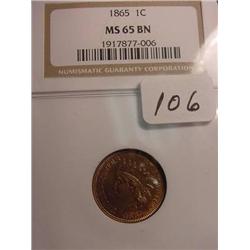 1865 1C
MS 65 BN
1917877-006
NUMISMATIC GUARANTY CORPORATION
106